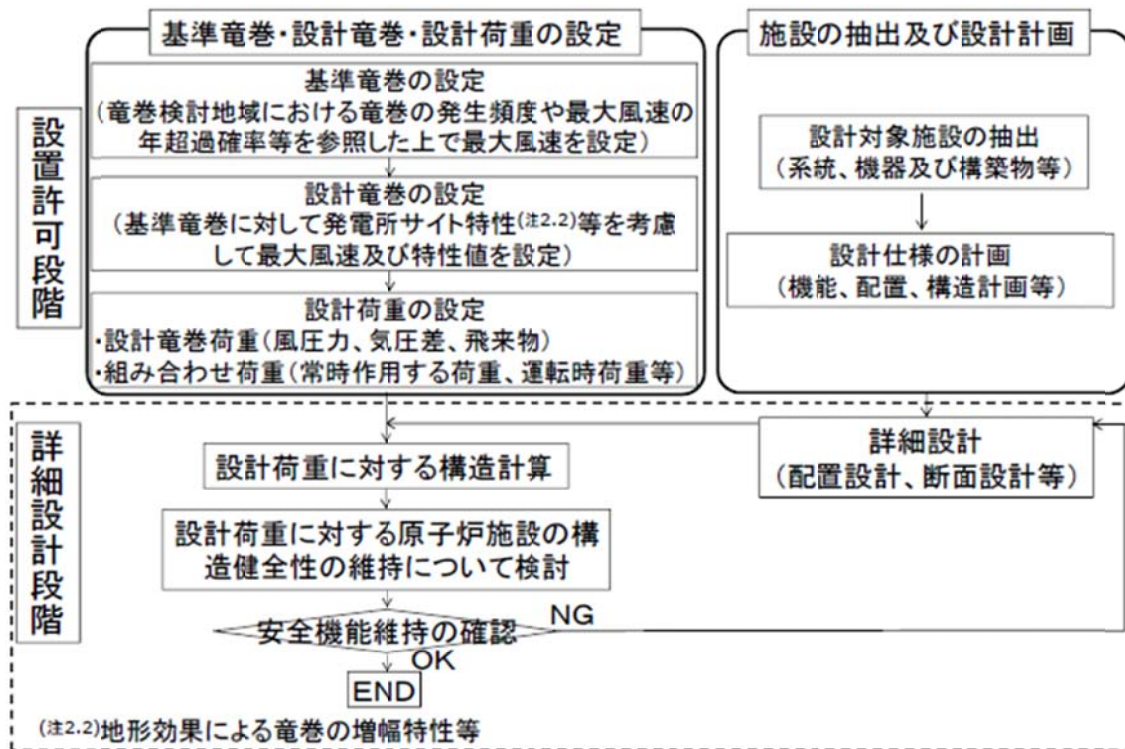 基準竜巻・設計竜巻・設計荷重の設定
基準竜巻の設定
(竜巻検討地域における竜巻の発生頻度や最大風速の
年超過確率等を参照した上で最大風速を設定)
設計竜巻の設定
(基準竜巻に対して発電所サイト特性(注2.2)等を考慮
して最大風速及び特性値を設定)
設計荷重の設定
・設計竜巻荷重(風圧力、気圧差、飛来物)
・組み合わせ荷重(常時作用する荷重、運転時荷重等)
施設の抽出及び設計計画
設計対象施設の抽出
(系統、機器及び構築物等)
設計仕様の計画
(機能、配置、構造計画等)
設置許可段階
詳細設計段階
詳細設計
(配置設計、断面設計等)
設計荷重に対する構造計算
設計荷重に対する原子炉施設の構
造健全性の維持について検討
安全機能維持の確認
NG
OK
END
(注2.2)地形効果による竜巻の増幅特性等